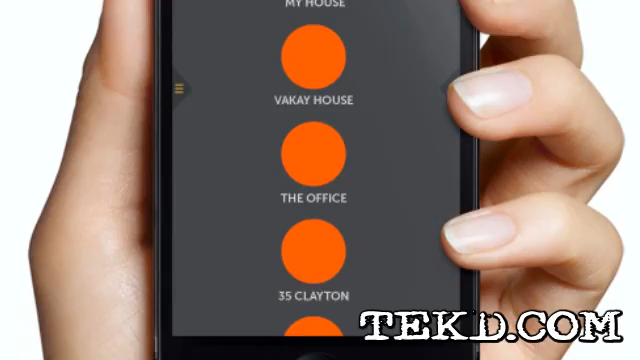 MY HOUSE
VAKAY HOUSE
THE OFFICE
35 CLAYTON
TEKD.COM